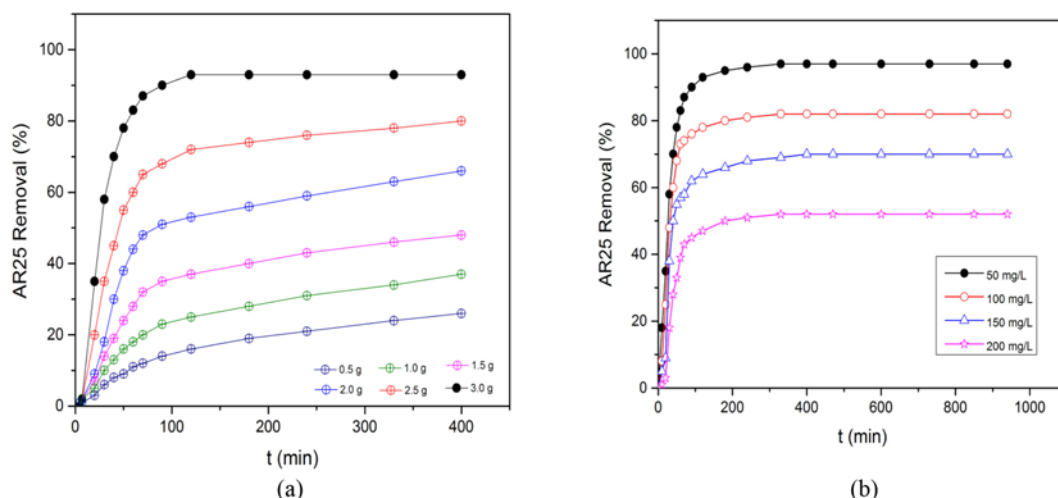 AR25 Removal (%)
100
80
60
40
20
0
0.5 g 1.0 g 1.5 g
2.0 g 2.5 g 3.0 g
0 100 200 300 400
t (min)
(a)
AR25 Removal (%)
100
80
60
40
20
0
50 mg/L
100 mg/L
150 mg/L
200 mg/L
0 200 400 600 800 1000
t (min)
(b)